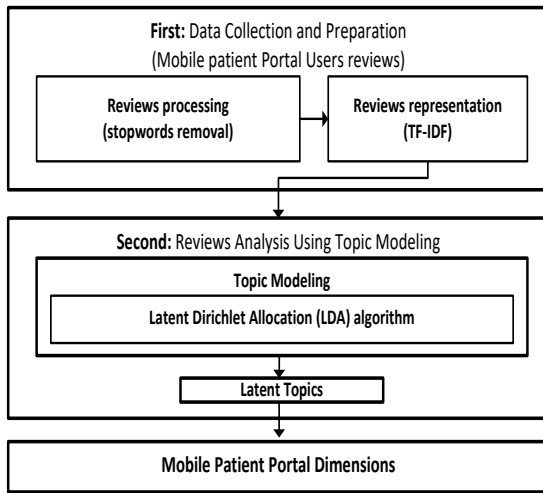 First: Data Collection and Preparation
(Mobile patient Portal Users reviews)
Reviews processing
(stopwords removal)
Reviews representation
(TF-IDF)
Second: Reviews Analysis Using Topic Modeling
Topic Modeling
Latent Dirichlet Allocation (LDA) algorithm
Latent Topics
Mobile Patient Portal Dimensions